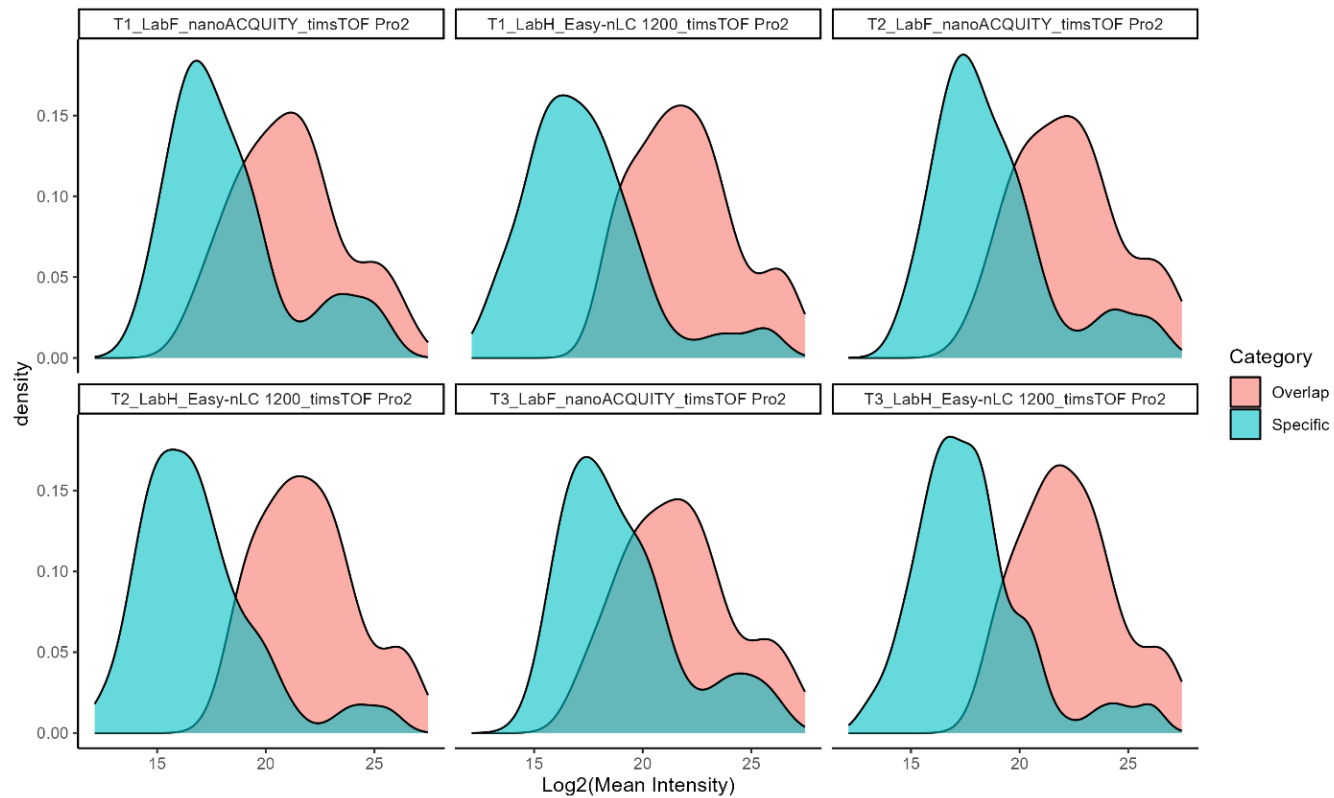 T1_LabF_nanoACQUITY_timsTOF Pro2
T1_LabH_Easy-nLC 1200_timsTOF Pro2
T2_LabF_nanoACQUITY_timsTOF Pro2
0.15
0.10
0.05
0.00
T2_LabH_Easy-nLC 1200_timsTOF Pro2
T3_LabF_nanoACQUITY_timsTOF Pro2
T3_LabH_Easy-nLC 1200_timsTOF Pro2
0.15
0.10
0.05
0.00
density
15 20 25
15 20 25
15 20 25
Log2(Mean Intensity)
Category
Overlap
Specific